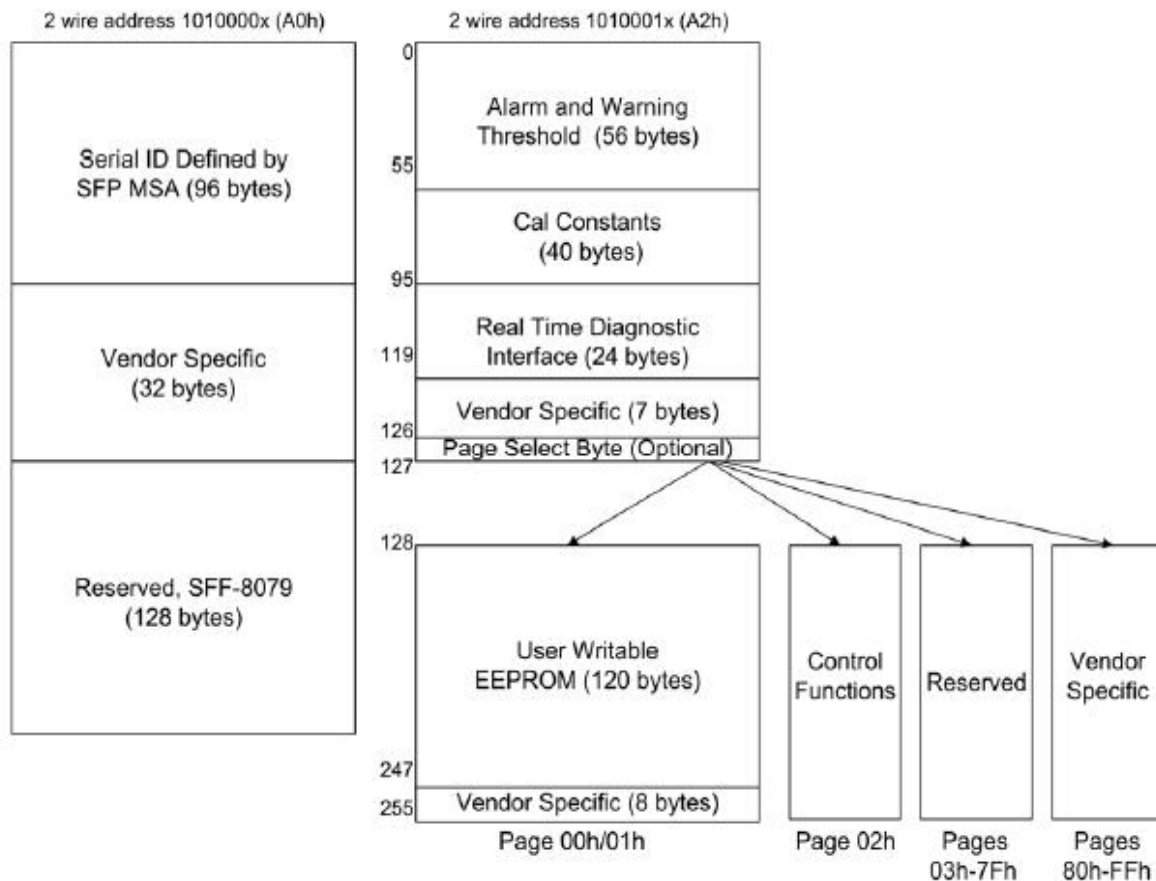 2 wire address 1010000x (A0h)
Serial ID Defined by
SFP MSA (96 bytes)
Vendor Specific
(32 bytes)
Reserved, SFF-8079
(128 bytes)
2 wire address 1010001x (A2h)
0
Alarm and Warning
Threshold (56 bytes)
55
Cal Constants
(40 bytes)
95
Real Time Diagnostic
Interface (24 bytes)
119
Vendor Specific (7 bytes)
126
Page Select Byte (Optional)
127
128
User Writable
EEPROM (120 bytes)
247
Vendor Specific (8 bytes)
255
Page 00h/01h
Control
Functions
Page 02h
Reserved
Pages
03h-7Fh
Vendor
Specific
Pages
80h-FFh